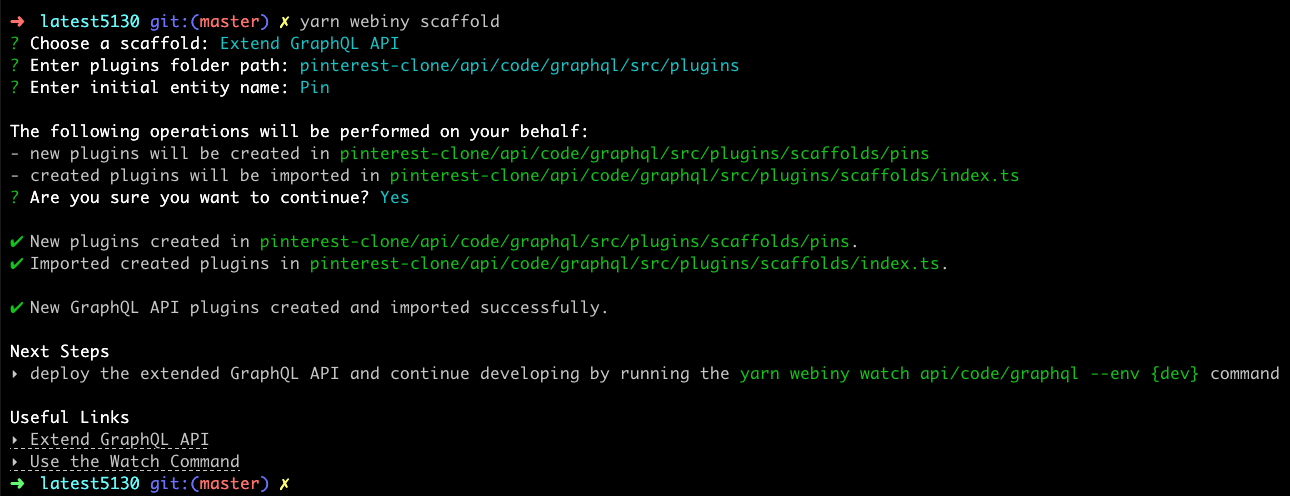 ➜ latest5130 git:(master) ✗ yarn webiny scaffold
? Choose a scaffold: Extend GraphQL API
? Enter plugins folder path: pinterest-clone/api/code/graphql/src/plugins
? Enter initial entity name: Pin
The following operations will be performed on your behalf:
- new plugins will be created in pinterest-clone/api/code/graphql/src/plugins/scaffolds/pins
- created plugins will be imported in pinterest-clone/api/code/graphql/src/plugins/scaffolds/index.ts
? Are you sure you want to continue? Yes
✔ New plugins created in pinterest-clone/api/code/graphql/src/plugins/scaffolds/pins.
✔ Imported created plugins in pinterest-clone/api/code/graphql/src/plugins/scaffolds/index.ts.
✔ New GraphQL API plugins created and imported successfully.
Next Steps
‣ deploy the extended GraphQL API and continue developing by running the yarn webiny watch api/code/graphql --env {dev} command
Useful Links
‣ Extend GraphQL API
‣ Use the Watch Command
➜ latest5130 git:(master) ✗